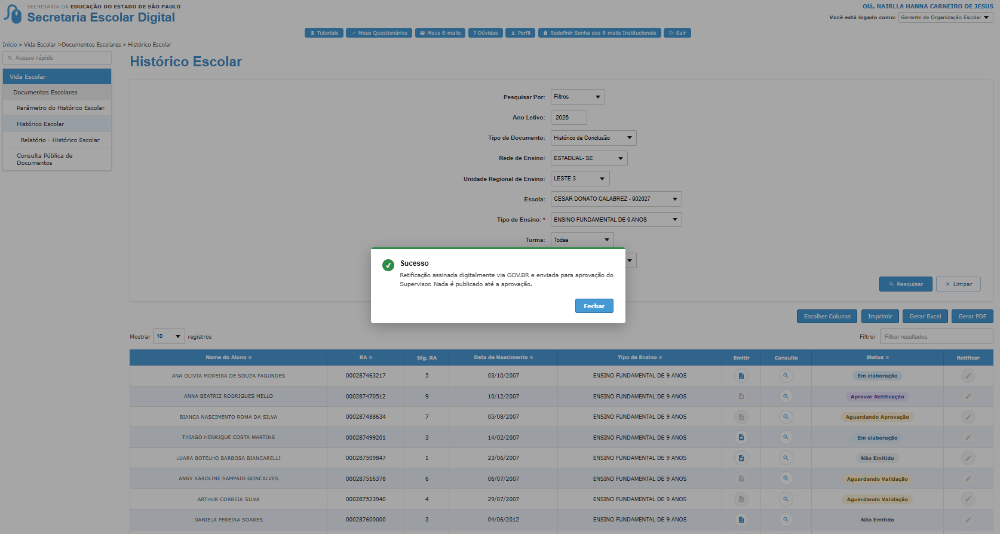 SECRETARIA DA EDUCAÇÃO DO ESTADO DE SÃO PAULO
Secretaria Escolar Digital
Olá, NAIRLLA HANNA CARNEIRO DE JESUS
Você está logado como: Gerente de Organização Escolar
Tutoriais
Meus Questionários
Meus E-mails
? Dúvidas
Perfil
Redefinir Senha dos E-mails Institucionais
Sair
Início » Vida Escolar >Documentos Escolares » Histórico Escolar
Acesso rápido
Vida Escolar
Documentos Escolares
Parâmetro do Histórico Escolar
Histórico Escolar
Relatório - Histórico Escolar
Consulta Pública de
Documentos
Histórico Escolar
Pesquisar Por: Filtros
Ano Letivo: 2026
Tipo de Documento: Histórico de Conclusão
Rede de Ensino: ESTADUAL- SE
Unidade Regional de Ensino: LESTE 3
Escola: CESAR DONATO CALABREZ - 902627
Tipo de Ensino: * ENSINO FUNDAMENTAL DE 9 ANOS
Turma: Todas
Sucesso
Retificação assinada digitalmente via GOV.BR e enviada para aprovação do
Supervisor. Nada é publicado até a aprovação.
Fechar
Pesquisar
× Limpar
Escolher Colunas
Imprimir
Gerar Excel
Gerar PDF
Mostrar 10 registros
Filtro: Filtrar resultados
Nome do Aluno RA Díg. RA Data de Nascimento Tipo de Ensino Emitir Consulta Status Retificar
ANA OLIVIA MOREIRA DE SOUZA FAGUNDES 000287463217 5 03/10/2007 ENSINO FUNDAMENTAL DE 9 ANOS Em elaboração
ANNA BEATRIZ RODRIGUES MELLO 000287470512 9 10/12/2007 ENSINO FUNDAMENTAL DE 9 ANOS Aprovar Retificação
BIANCA NASCIMENTO ROMA DA SILVA 000287488634 7 05/08/2007 ENSINO FUNDAMENTAL DE 9 ANOS Aguardando Aprovação
THIAGO HENRIQUE COSTA MARTINS 000287499201 3 14/02/2007 ENSINO FUNDAMENTAL DE 9 ANOS Em elaboração
LUARA BOTELHO BARBOSA BIANCARELLI 000287509847 1 23/06/2007 ENSINO FUNDAMENTAL DE 9 ANOS Não Emitido
ANNY KAROLINE SAMPAIO GONCALVES 000287516378 6 06/07/2007 ENSINO FUNDAMENTAL DE 9 ANOS Aguardando Validação
ARTHUR CORREIA SILVA 000287523940 4 29/07/2007 ENSINO FUNDAMENTAL DE 9 ANOS Aguardando Validação
DANIELA PEREIRA SOARES 000287600000 3 04/06/2012 ENSINO FUNDAMENTAL DE 9 ANOS Não Emitido